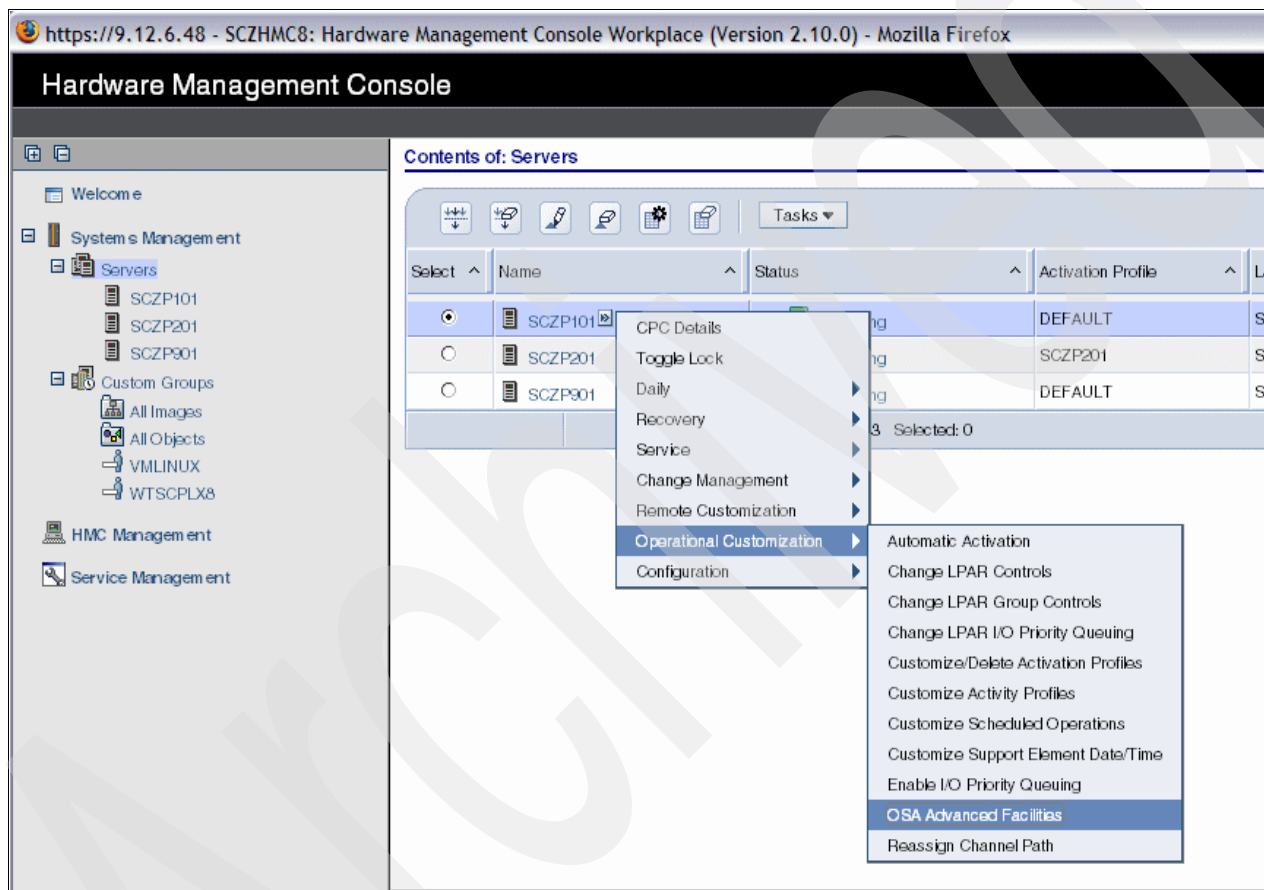 https://9.12.6.48 - SCZHMC8: Hardware Management Console Workplace (Version 2.10.0) - Mozilla Firefox
Hardware Management Console
Welcome
Systems Management
Servers
SCZP101
SCZP201
SCZP901
Custom Groups
All Images
All Objects
VMLINUX
WTSCPLX8
HMC Management
Service Management
Contents of: Servers
Tasks
Select Name Status Activation Profile
SCZP101 ng DEFAULT S
SCZP201 ng SCZP201 S
SCZP901 ng DEFAULT S
3 Selected: 0
CPC Details
Toggle Lock
Daily
Recovery
Service
Change Management
Remote Customization
Operational Customization
Configuration
Automatic Activation
Change LPAR Controls
Change LPAR Group Controls
Change LPAR I/O Priority Queuing
Customize/Delete Activation Profiles
Customize Activity Profiles
Customize Scheduled Operations
Customize Support Element Date/Time
Enable I/O Priority Queuing
OSA Advanced Facilities
Reassign Channel Path